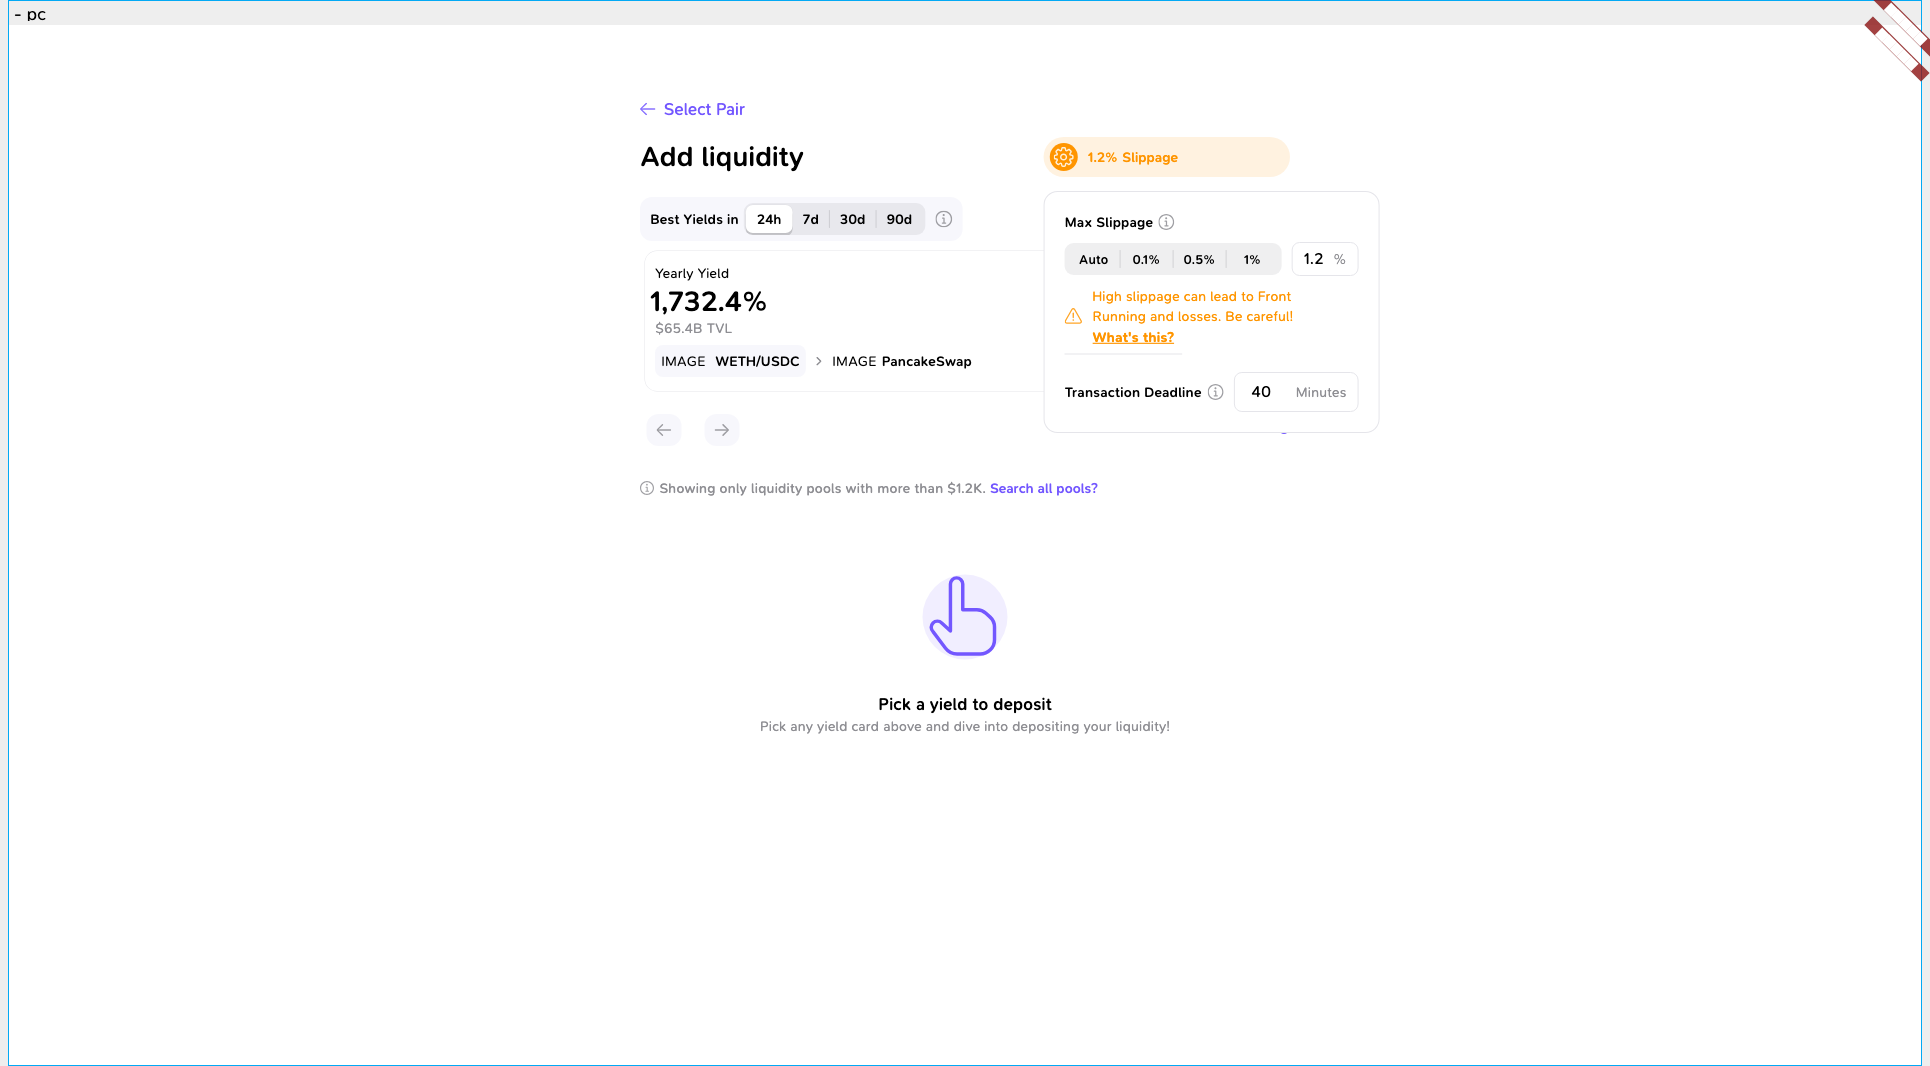 - pc
Select Pair
Add liquidity
1.2% Slippage
Best Yields in 24h 7d 30d 90d
Max Slippage
Auto 0.1% 0.5% 1% 1.2 %
High slippage can lead to Front
Running and losses. Be careful!
What's this?
Transaction Deadline 40 Minutes
Yearly Yield
1,732.4%
$65.4B TVL
IMAGE WETH/USDC > IMAGE PancakeSwap
Showing only liquidity pools with more than $1.2K. Search all pools?
Pick a yield to deposit
Pick any yield card above and dive into depositing your liquidity!